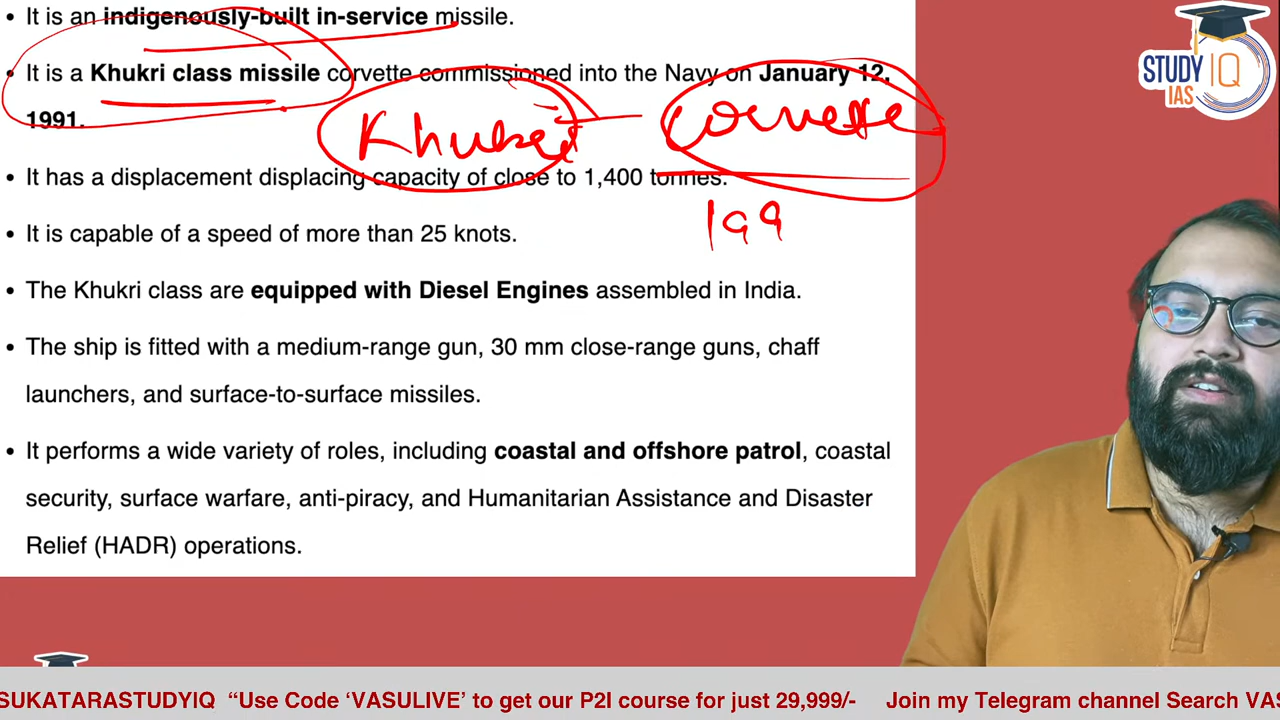 • It is an indigenously-built in-service missile.
• It is a Khukri class missile corvette commissioned into the Navy on January 12,
1991.
Khukri - Corvette
• It has a displacement displacing capacity of close to 1,400 tonnes.
199
• It is capable of a speed of more than 25 knots.
• The Khukri class are equipped with Diesel Engines assembled in India.
• The ship is fitted with a medium-range gun, 30 mm close-range guns, chaff
launchers, and surface-to-surface missiles.
• It performs a wide variety of roles, including coastal and offshore patrol, coastal
security, surface warfare, anti-piracy, and Humanitarian Assistance and Disaster
Relief (HADR) operations.
STUDY IQ
IAS
SUKATARASTUDYIQ “Use Code ‘VASULIVE’ to get our P2I course for just 29,999/- Join my Telegram channel Search VAS